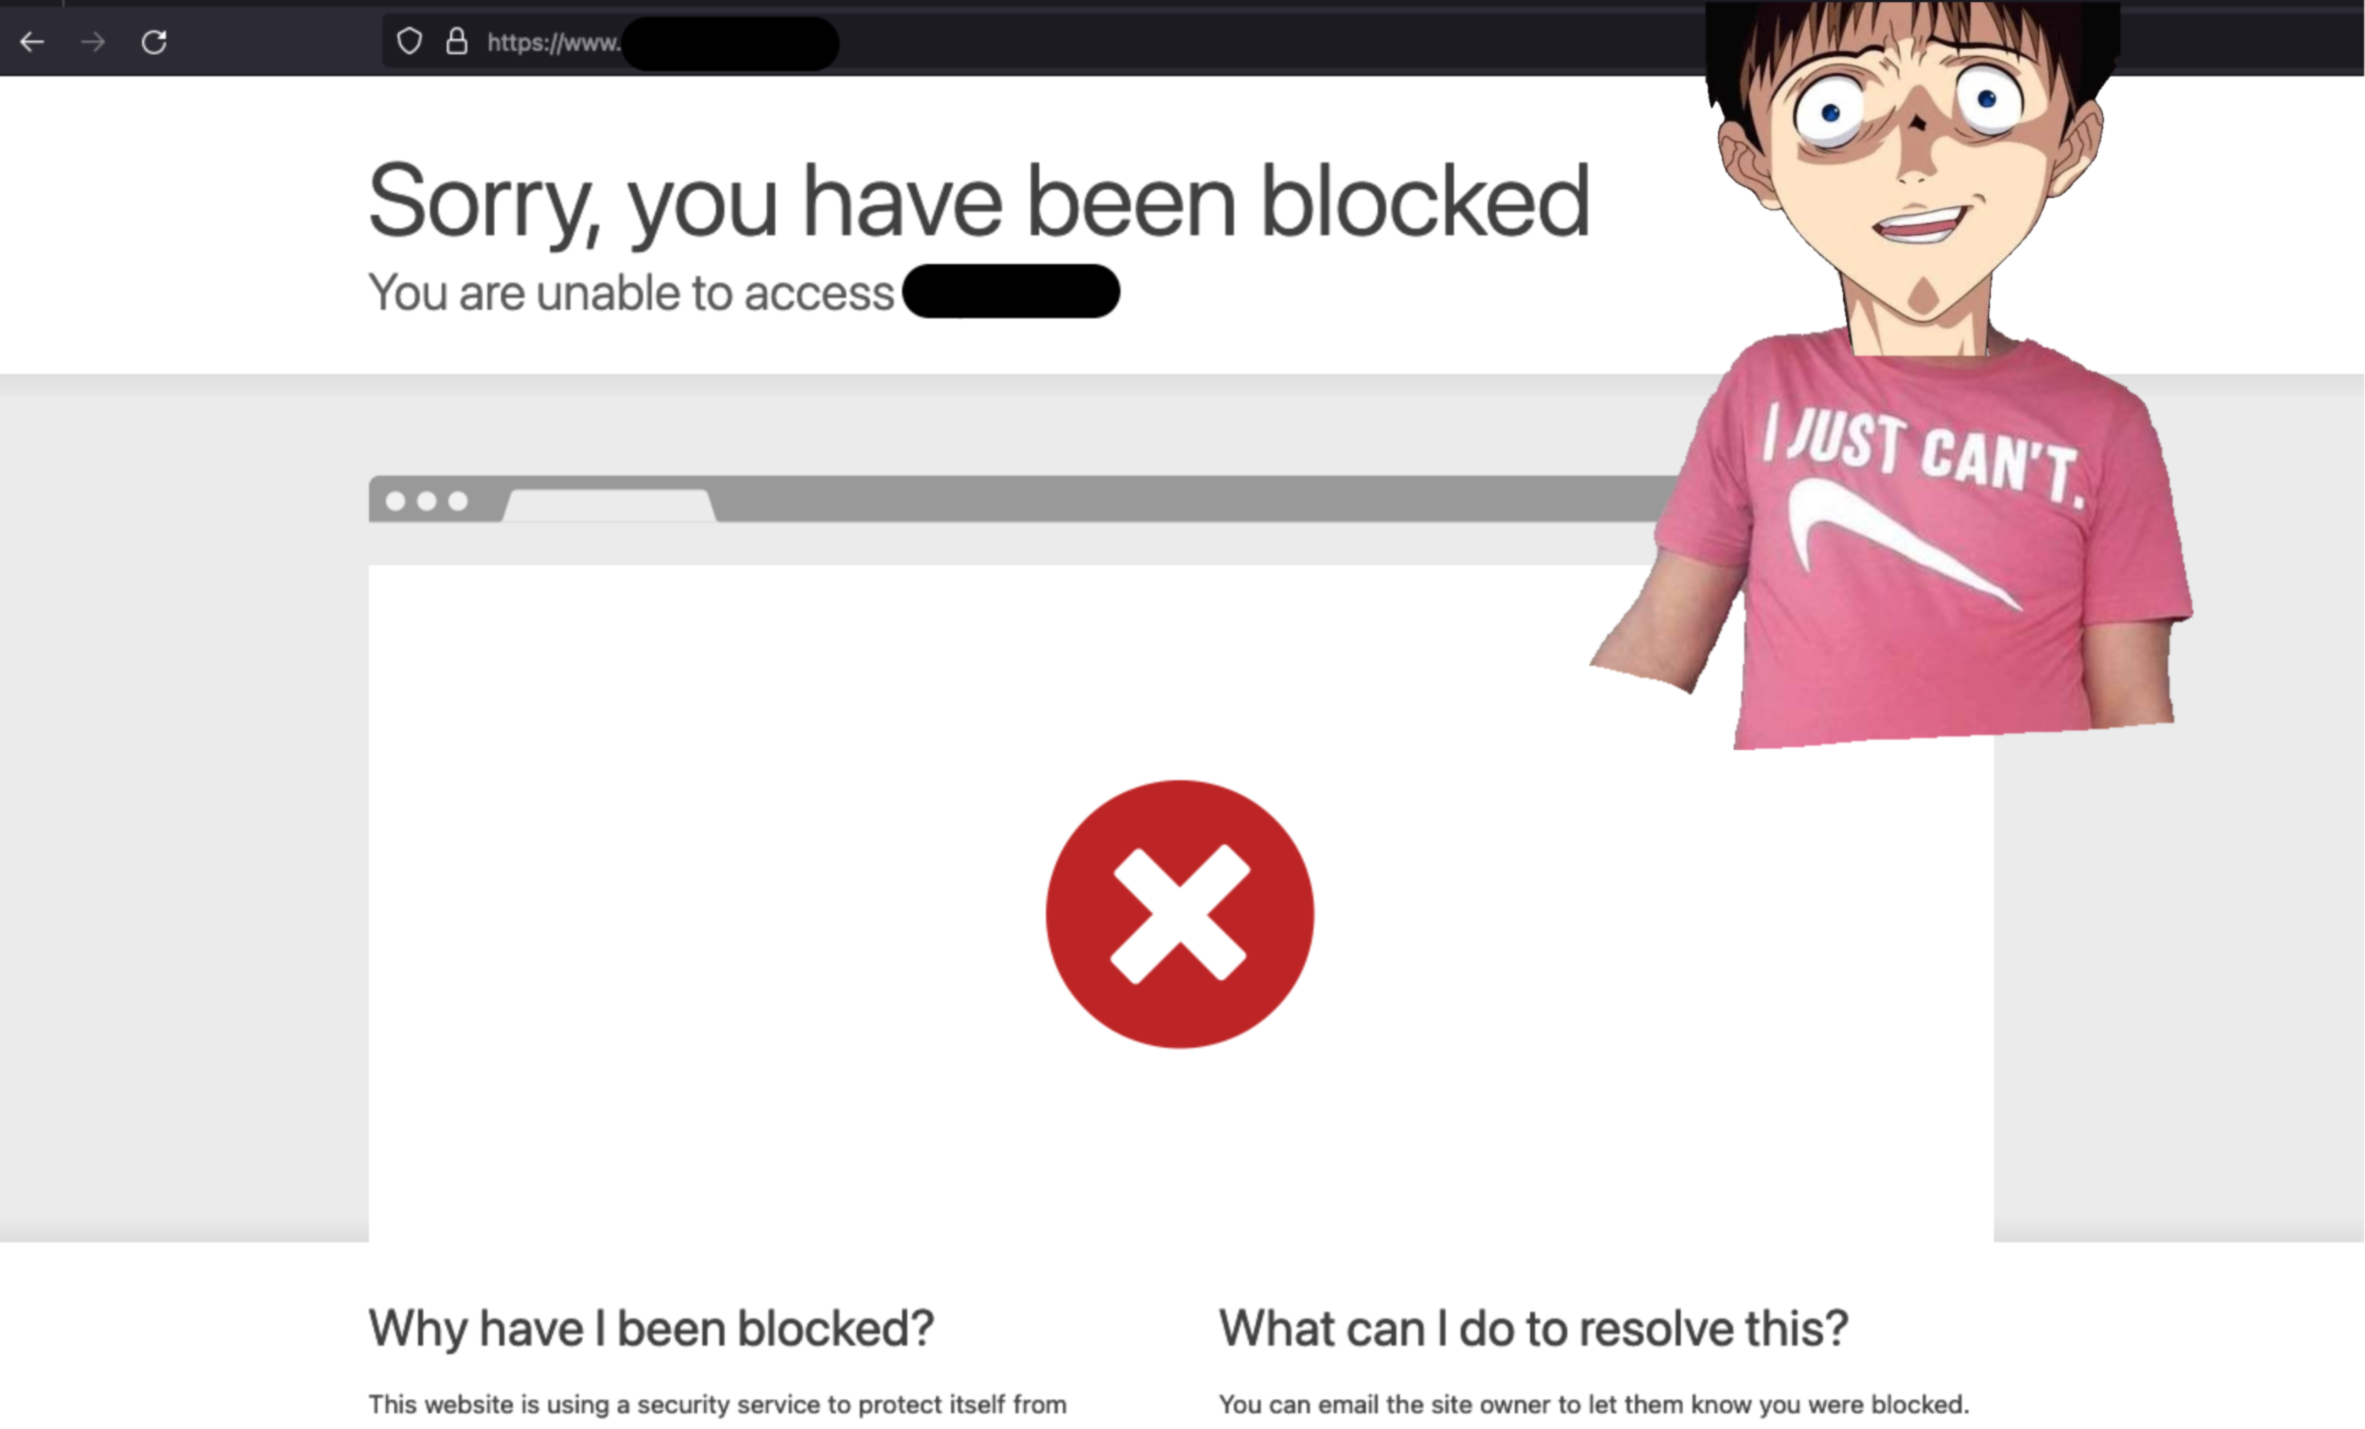 https://www.
Sorry, you have been blocked
You are unable to access
I JUST CAN'T.
Why have I been blocked?
This website is using a security service to protect itself from
What can I do to resolve this?
You can email the site owner to let them know you were blocked.